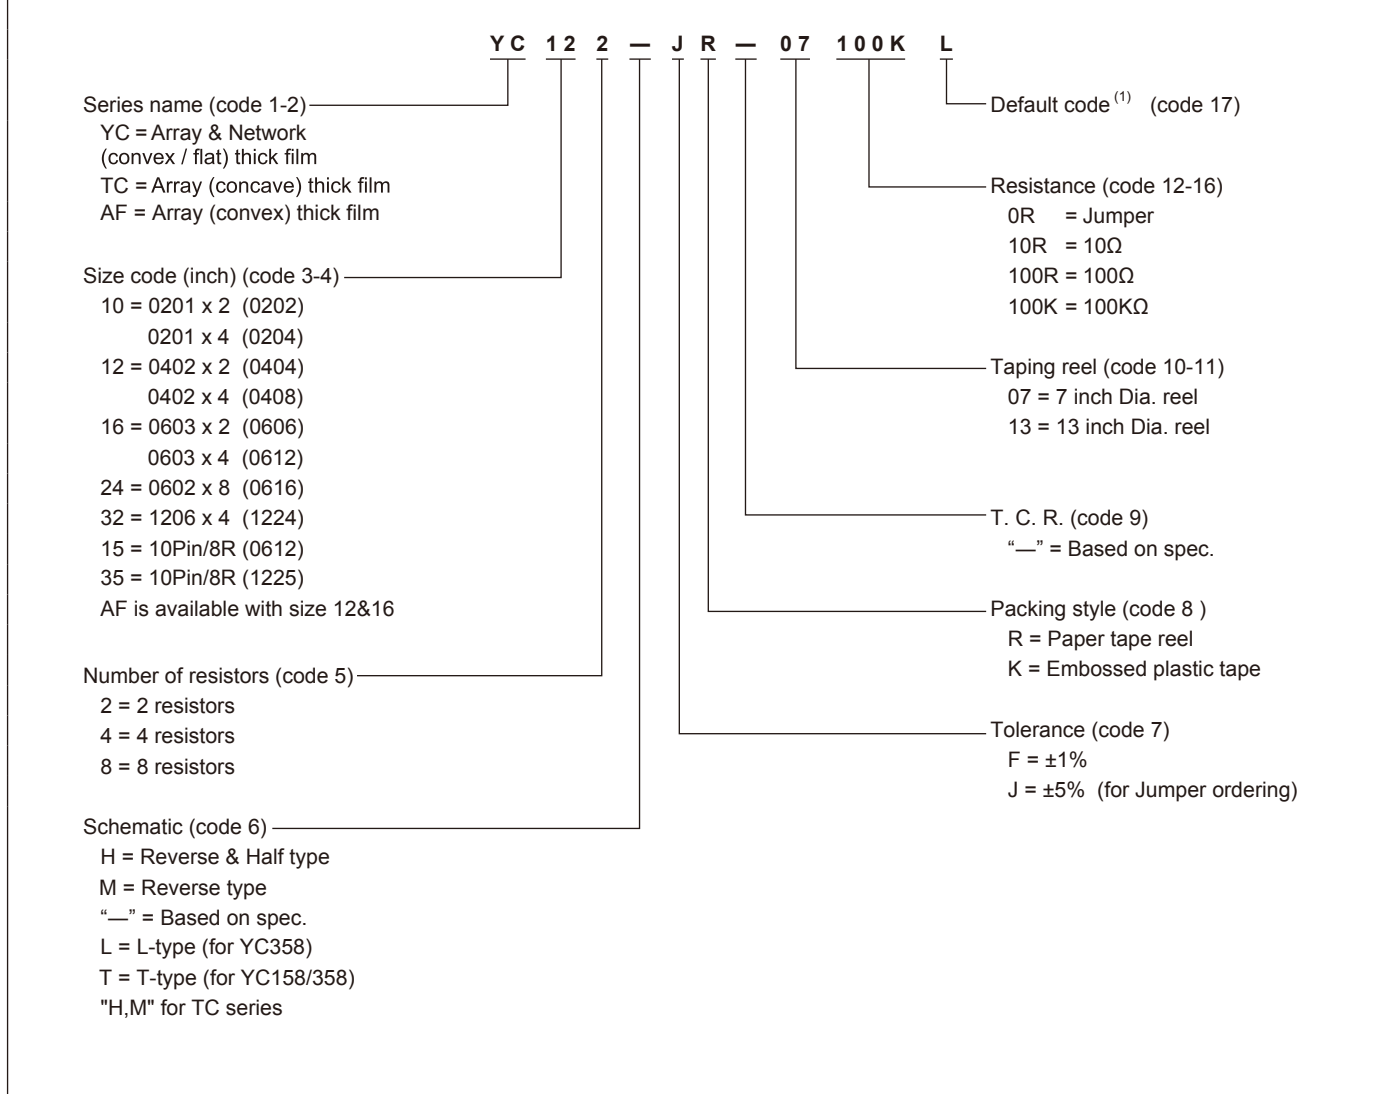 YC 12 2 — J R — 07 100K L
Series name (code 1-2)
YC = Array & Network
(convex / flat) thick film
TC = Array (concave) thick film
AF = Array (convex) thick film
Size code (inch) (code 3-4)
10 = 0201 x 2 (0202)
0201 x 4 (0204)
12 = 0402 x 2 (0404)
0402 x 4 (0408)
16 = 0603 x 2 (0606)
0603 x 4 (0612)
24 = 0602 x 8 (0616)
32 = 1206 x 4 (1224)
15 = 10Pin/8R (0612)
35 = 10Pin/8R (1225)
AF is available with size 12&16
Number of resistors (code 5)
2 = 2 resistors
4 = 4 resistors
8 = 8 resistors
Schematic (code 6)
H = Reverse & Half type
M = Reverse type
“—” = Based on spec.
L = L-type (for YC358)
T = T-type (for YC158/358)
"H,M" for TC series
Default code (1) (code 17)
Resistance (code 12-16)
0R = Jumper
10R = 10Ω
100R = 100Ω
100K = 100KΩ
Taping reel (code 10-11)
07 = 7 inch Dia. reel
13 = 13 inch Dia. reel
T. C. R. (code 9)
“—” = Based on spec.
Packing style (code 8 )
R = Paper tape reel
K = Embossed plastic tape
Tolerance (code 7)
F = ±1%
J = ±5% (for Jumper ordering)